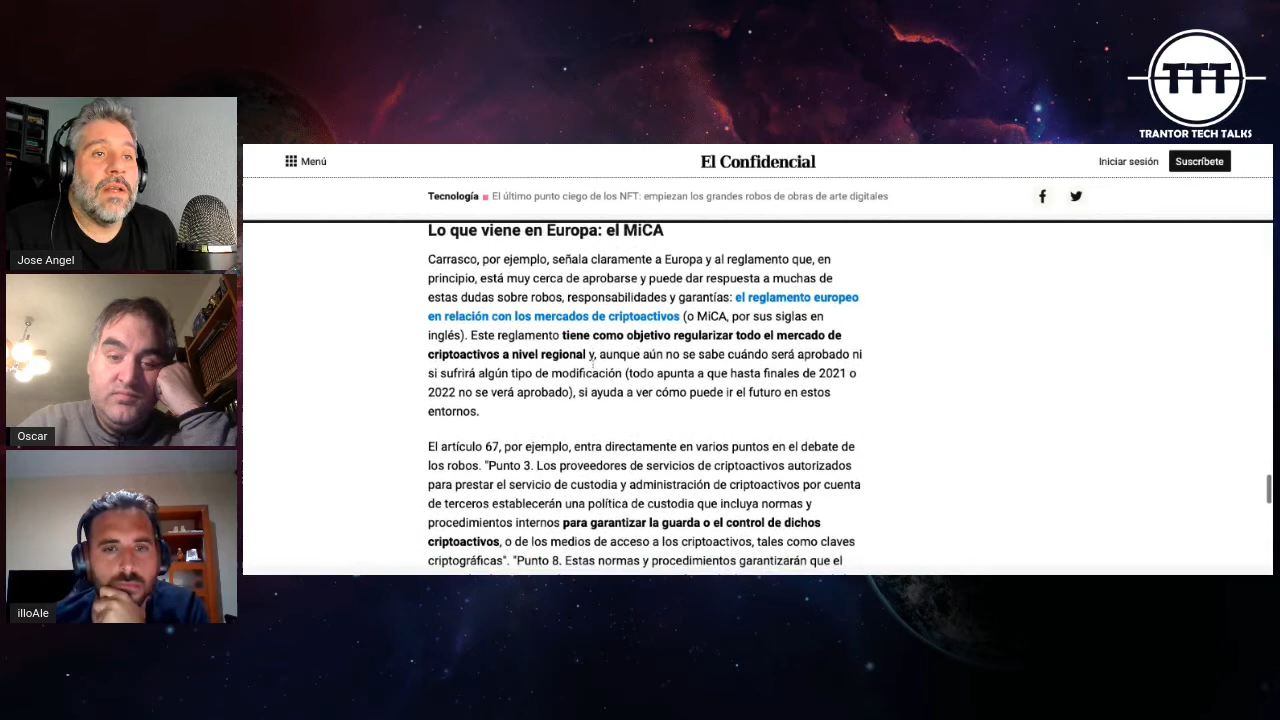 TTT
TRANTOR TECH TALKS
Jose Angel
Oscar
illoAle
Menú
El Confidencial
Iniciar sesión
Suscríbete
Tecnología El último punto ciego de los NFT: empiezan los grandes robos de obras de arte digitales
Lo que viene en Europa: el MiCA
Carrasco, por ejemplo, señala claramente a Europa y al reglamento que, en
principio, está muy cerca de aprobarse y puede dar respuesta a muchas de
estas dudas sobre robos, responsabilidades y garantías: el reglamento europeo
en relación con los mercados de criptoactivos (o MiCA, por sus siglas en
inglés). Este reglamento tiene como objetivo regularizar todo el mercado de
criptoactivos a nivel regional y, aunque aún no se sabe cuándo será aprobado ni
si sufrirá algún tipo de modificación (todo apunta a que hasta finales de 2021 o
2022 no se verá aprobado), si ayuda a ver cómo puede ir el futuro en estos
entornos.
El artículo 67, por ejemplo, entra directamente en varios puntos en el debate de
los robos. "Punto 3. Los proveedores de servicios de criptoactivos autorizados
para prestar el servicio de custodia y administración de criptoactivos por cuenta
de terceros establecerán una política de custodia que incluya normas y
procedimientos internos para garantizar la guarda o el control de dichos
criptoactivos, o de los medios de acceso a los criptoactivos, tales como claves
criptográficas". "Punto 8. Estas normas y procedimientos garantizarán que el